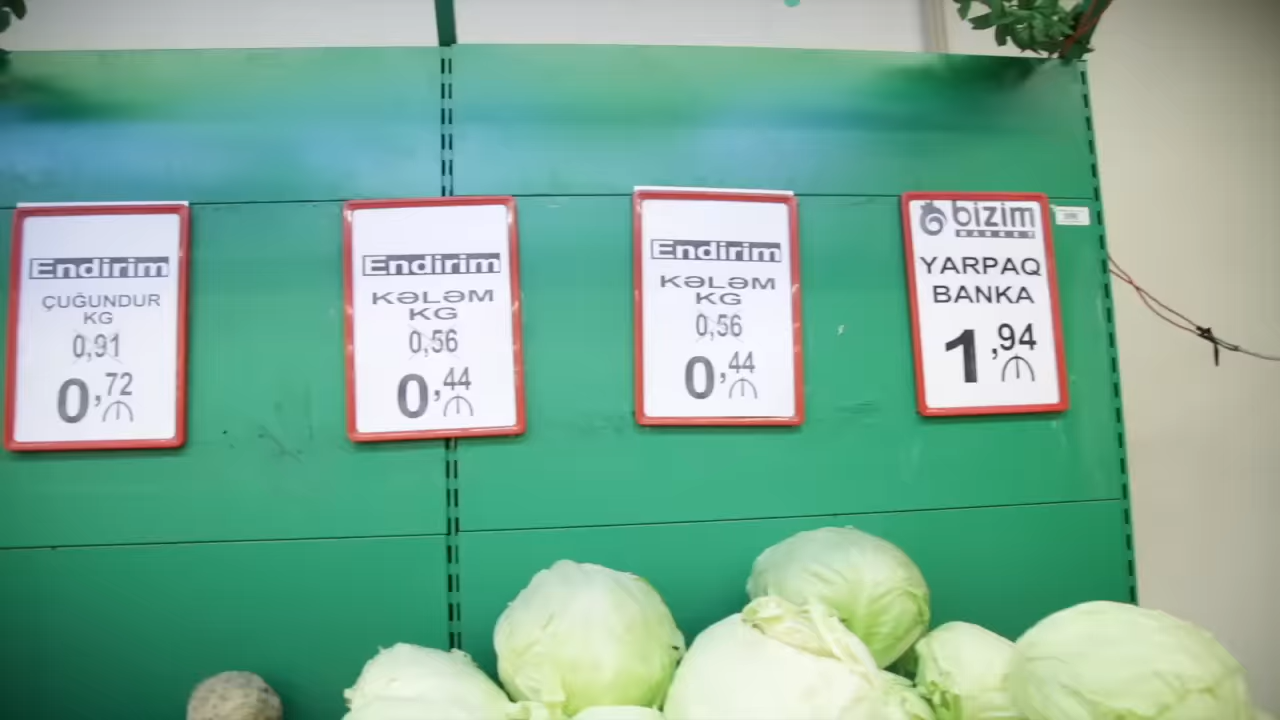 Endirim
ÇUĞUNDUR
KG
0,91
0,72 ₼
Endirim
KƏLƏM
KG
0,56
0,44 ₼
Endirim
KƏLƏM
KG
0,56
0,44 ₼
bizim
MARKET
YARPAQ
BANKA
1,94 ₼